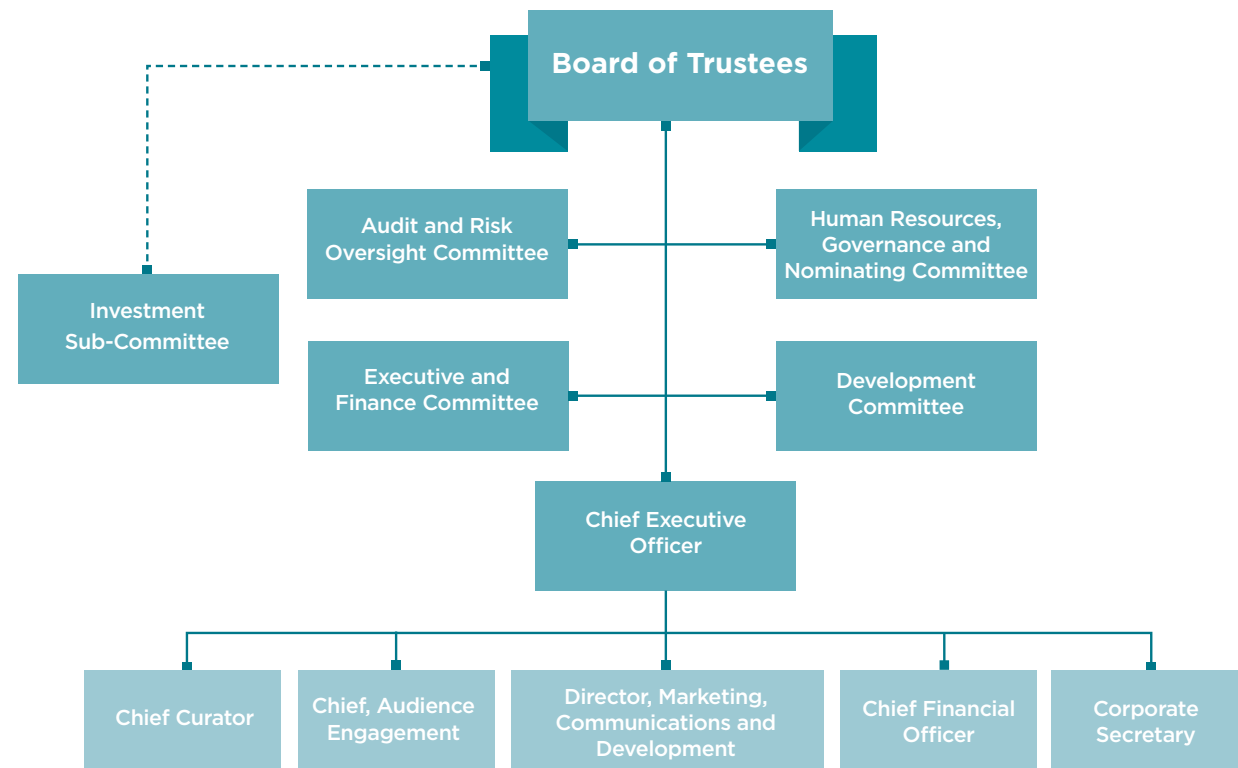 Board of Trustees
Audit and Risk
Oversight Committee
Human Resources,
Governance and
Nominating Committee
Investment
Sub-Committee
Executive and
Finance Committee
Development
Committee
Chief Executive
Officer
Chief Curator
Chief, Audience
Engagement
Director, Marketing,
Communications and
Development
Chief Financial
Officer
Corporate
Secretary